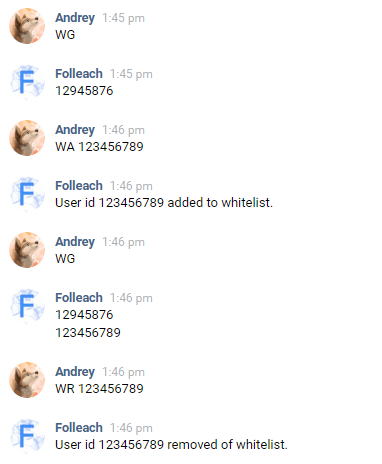 Andrey 1:45 pm
WG
Folleach 1:45 pm
12945876
Andrey 1:46 pm
WA 123456789
Folleach 1:46 pm
User id 123456789 added to whitelist.
Andrey 1:46 pm
WG
Folleach 1:46 pm
12945876
123456789
Andrey 1:46 pm
WR 123456789
Folleach 1:46 pm
User id 123456789 removed of whitelist.